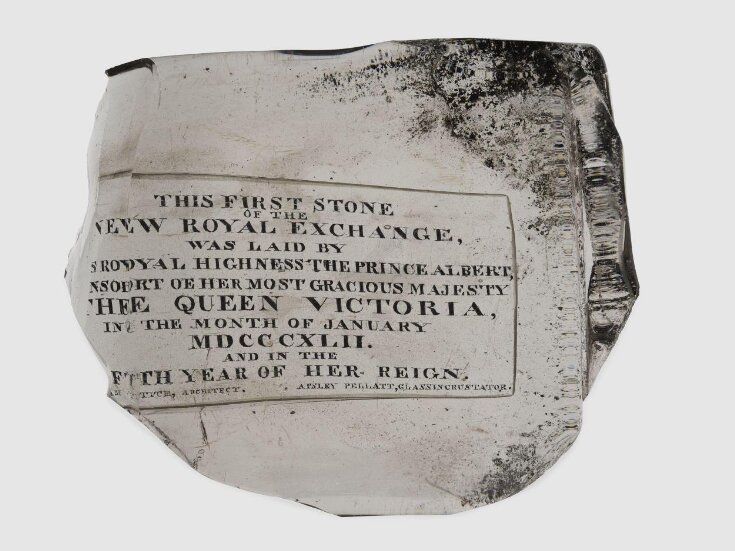 THIS FIRST STONE
OF THE
NEW ROYAL EXCHANGE,
WAS LAID BY
S ROYAL HIGHNESS THE PRINCE ALBERT,
NSORT OF HER MOST GRACIOUS MAJESTY
THE QUEEN VICTORIA,
IN THE MONTH OF JANUARY
MDCCCXLII.
AND IN THE
FTH YEAR OF HER REIGN.
AM TYTE, ARCHITECT. APSLEY PELLATT, GLASS INCRUSTATOR.